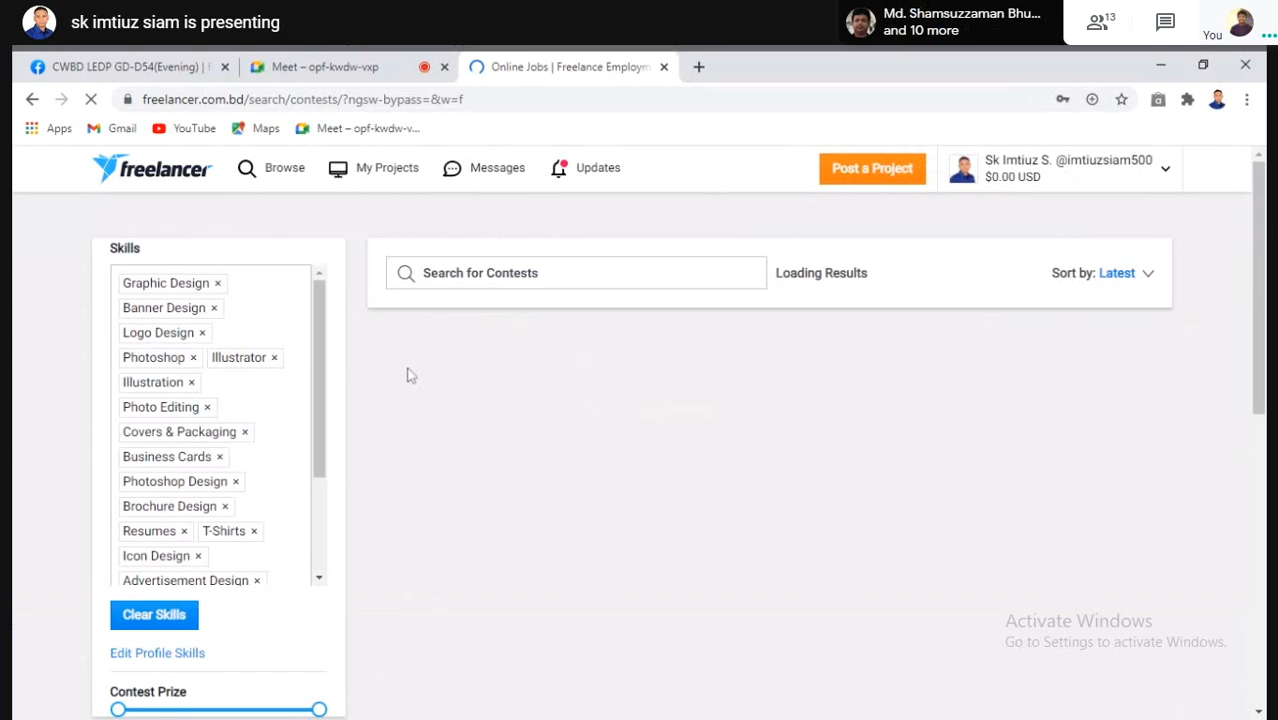 sk imtiuz siam is presenting
Md. Shamsuzzaman Bhu...
and 10 more
13
You
CWBD LEDP GD-D54(Evening) | F
Meet – opf-kwdw-vxp
Online Jobs | Freelance Employm
freelancer.com.bd/search/contests/?ngsw-bypass=&w=f
Apps
Gmail
YouTube
Maps
Meet – opf-kwdw-v...
freelancer
Browse
My Projects
Messages
Updates
Post a Project
Sk Imtiuz S. @imtiuzsiam500
$0.00 USD
Skills
Graphic Design ×
Banner Design ×
Logo Design ×
Photoshop × Illustrator ×
Illustration ×
Photo Editing ×
Covers & Packaging ×
Business Cards ×
Photoshop Design ×
Brochure Design ×
Resumes × T-Shirts ×
Icon Design ×
Advertisement Design ×
Clear Skills
Edit Profile Skills
Contest Prize
Search for Contests
Loading Results
Sort by: Latest
Activate Windows
Go to Settings to activate Windows.